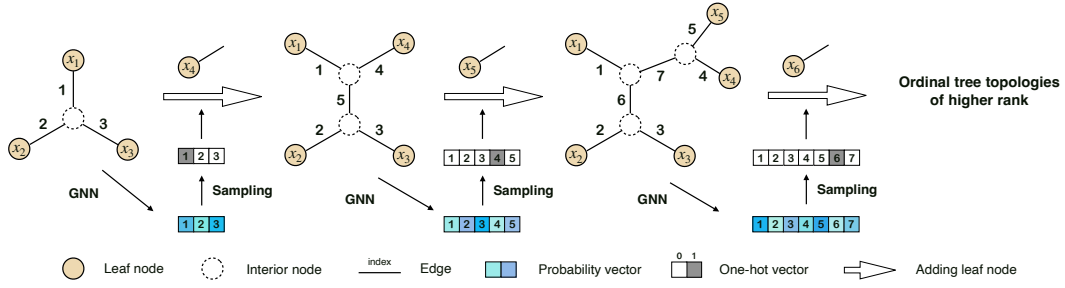 x1
1
2
3
x2
x3
GNN
1 2 3
Sampling
1 2 3
x4
x1
x4
1
4
5
2
3
x2
x3
GNN
1 2 3 4 5
Sampling
1 2 3 4 5
x5
x1
x5
5
1
7
4
x4
6
2
3
x2
x3
GNN
1 2 3 4 5 6 7
Sampling
1 2 3 4 5 6 7
x6
Ordinal tree topologies
of higher rank
Leaf node
Interior node
index
Edge
Probability vector
0 1
One-hot vector
Adding leaf node